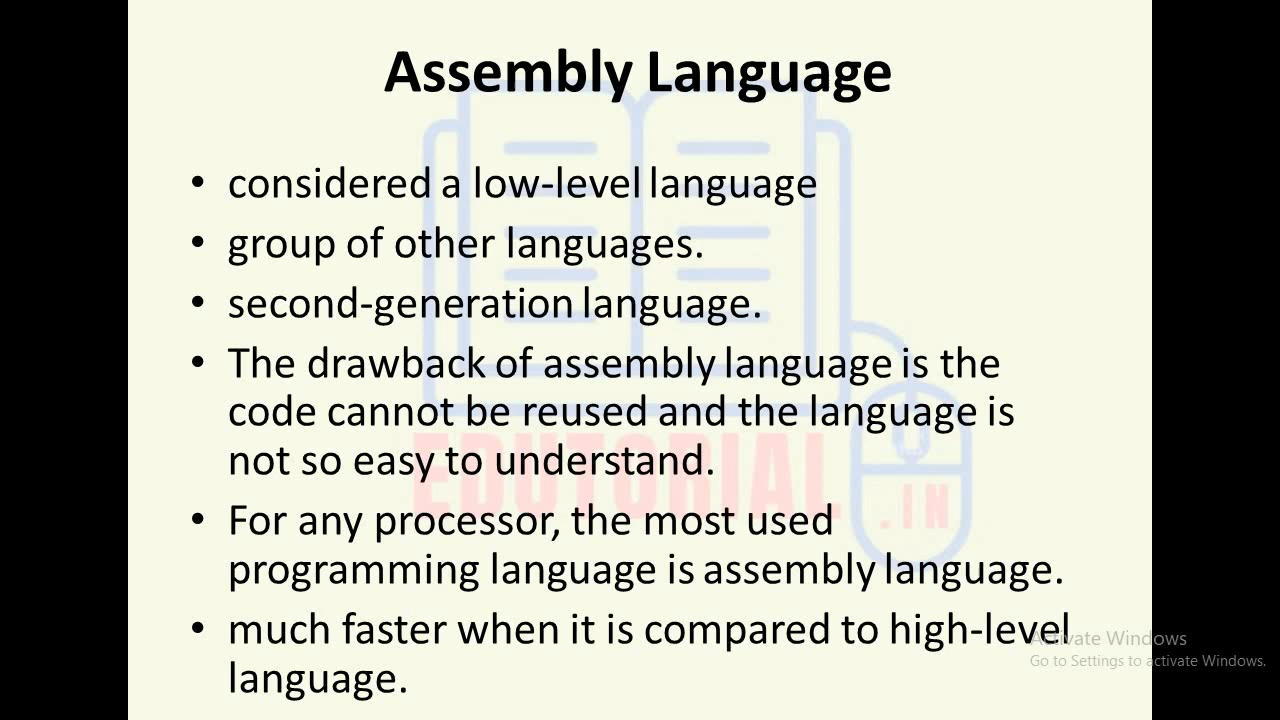 Assembly Language
• considered a low-level language
• group of other languages.
• second-generation language.
• The drawback of assembly language is the
code cannot be reused and the language is
not so easy to understand.
• For any processor, the most used
programming language is assembly language.
• much faster when it is compared to high-level
language.
EDUTORIAL
.IN
Activate Windows
Go to Settings to activate Windows.